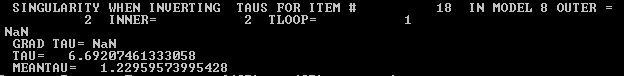 SINGULARITY WHEN INVERTING TAUS FOR ITEM # 18 IN MODEL 8 OUTER =
2 INNER= 2 TLOOP= 1
NaN
GRAD TAU= NaN
TAU= 6.69207461333058
MEANTAU= 1.22959573995428